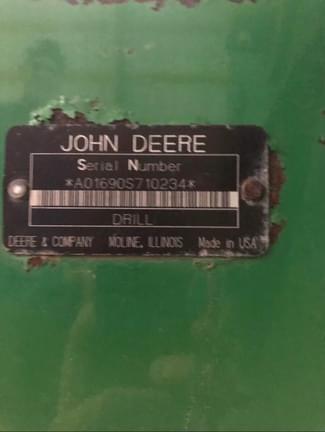 JOHN DEERE
Serial Number
*A01690S710234*
DRILL
DEERE & COMPANY MOLINE, ILLINOIS Made in USA